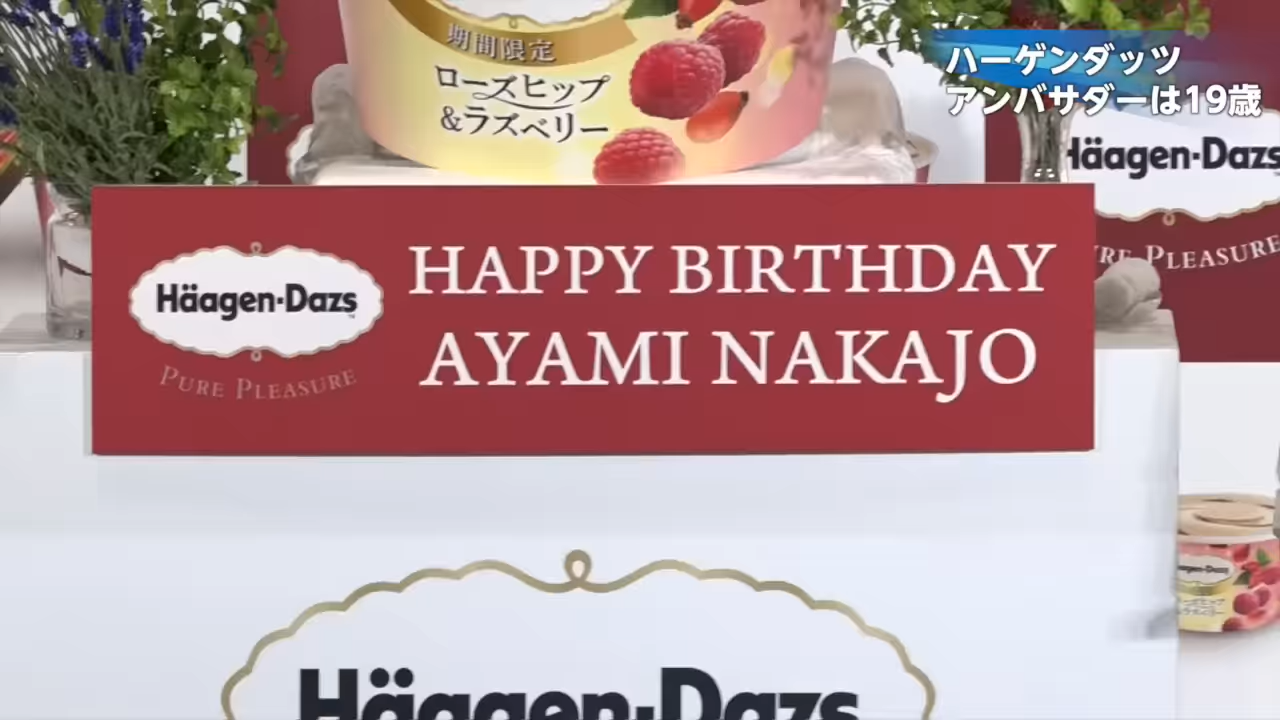 期間限定
ローズヒップ
&ラズベリー
ハーゲンダッツ
アンバサダーは19歳
Häagen-Dazs
PURE PLEASURE
Häagen-Dazs
PURE PLEASURE
HAPPY BIRTHDAY
AYAMI NAKAJO
Häagen-Dazs